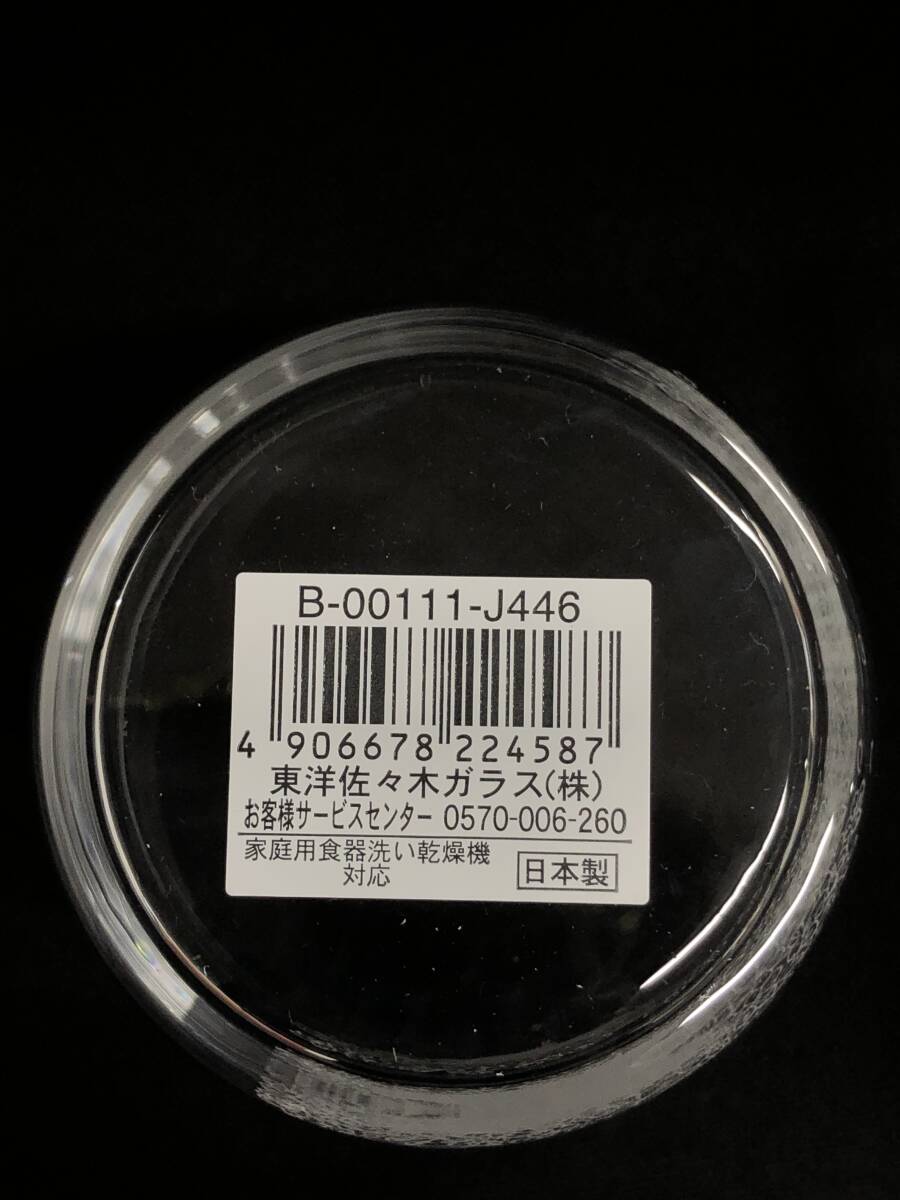 B-00111-J446
4 906678 224587
東洋佐々木ガラス(株)
お客様サービスセンター 0570-006-260
家庭用食器洗い乾燥機
対応
日本製